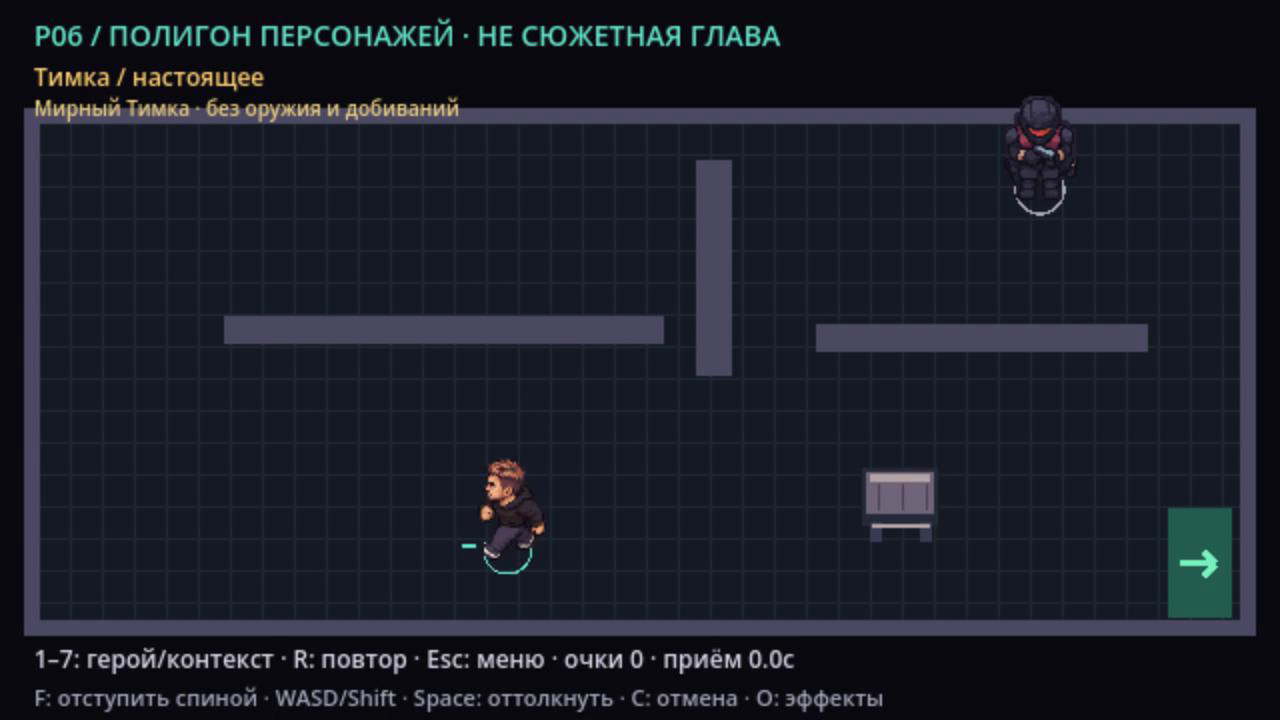 P06 / ПОЛИГОН ПЕРСОНАЖЕЙ · НЕ СЮЖЕТНАЯ ГЛАВА
Тимка / настоящее
Мирный Тимка · без оружия и добиваний
1–7: герой/контекст · R: повтор · Esc: меню · очки 0 · приём 0.0с
F: отступить спиной · WASD/Shift · Space: оттолкнуть · C: отмена · O: эффекты